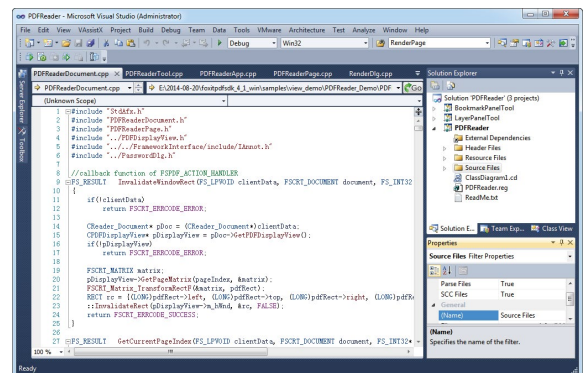 PDFReader - Microsoft Visual Studio (Administrator)
File Edit View VAssistX Project Build Debug Team Data Tools VMware Architecture Test Analyze Window Help
Debug Win32 RenderPage
PDFReaderDocument.cpp PDFReaderTool.cpp PDFReaderApp.cpp PDFReaderPage.cpp RenderDlg.cpp
PDFReaderDocument.cpp E:\2014-08-20\foxitpdfsdk_4_1_win\samples\view_demo\PDFReader_Demo\PDF Go
(Unknown Scope)
Server Explorer
Toolbox
1 #include "StdAfx.h"
2 #include "PDFReaderDocument.h"
3 #include "PDFReaderPage.h"
4 #include "../PDFDisplayView.h"
5 #include "../../FrameworkInterface/include/IAnnot.h"
6 #include "../PasswordDlg.h"
7
8 //callback function of FSPDF_ACTION_HANDLER
9 FS_RESULT InvalidateWindowRect(FS_LPVOID clientData, FSCRT_DOCUMENT document, FS_INT32
10 {
11 if(!clientData)
12 return FSCRT_ERRCODE_ERROR;
13
14 CReader_Document* pDoc = (CReader_Document*)clientData;
15 CPDFDisplayView* pDisplayView = pDoc->GetPDFDisplayView();
16 if(!pDisplayView)
17 return FSCRT_ERRCODE_ERROR;
18
19 FSCRT_MATRIX matrix;
20 pDisplayView->GetPageMatrix(pageIndex, &matrix);
21 FSCRT_Matrix_TransformRectF(&matrix, pdfRect);
22 RECT rc = {(LONG)pdfRect->left, (LONG)pdfRect->top, (LONG)pdfRect->right, (LONG)pdfRe
23 ::InvalidateRect(pDisplayView->m_hWnd, &rc, FALSE);
24 return FSCRT_ERRCODE_SUCCESS;
25 }
26
27 FS_RESULT GetCurrentPageIndex(FS_LPVOID clientData, FSCRT_DOCUMENT document, FS_INT32*
100 %
Ready
Solution Explorer
Solution 'PDFReader' (3 projects)
BookmarkPanelTool
LayerPanelTool
PDFReader
External Dependencies
Header Files
Resource Files
Source Files
ClassDiagram1.cd
PDFReader.reg
ReadMe.txt
Solution E... Team Exp... Class View
Properties
Source Files Filter Properties
Parse Files True
SCC Files True
General
(Name) Source Files
(Name)
Specifies the name of the filter.